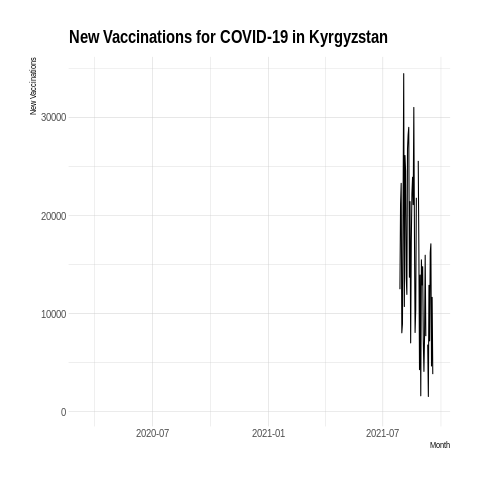 New Vaccinations for COVID-19 in Kyrgyzstan
New Vaccinations
30000
20000
10000
0
2020-07 2021-01 2021-07
Month